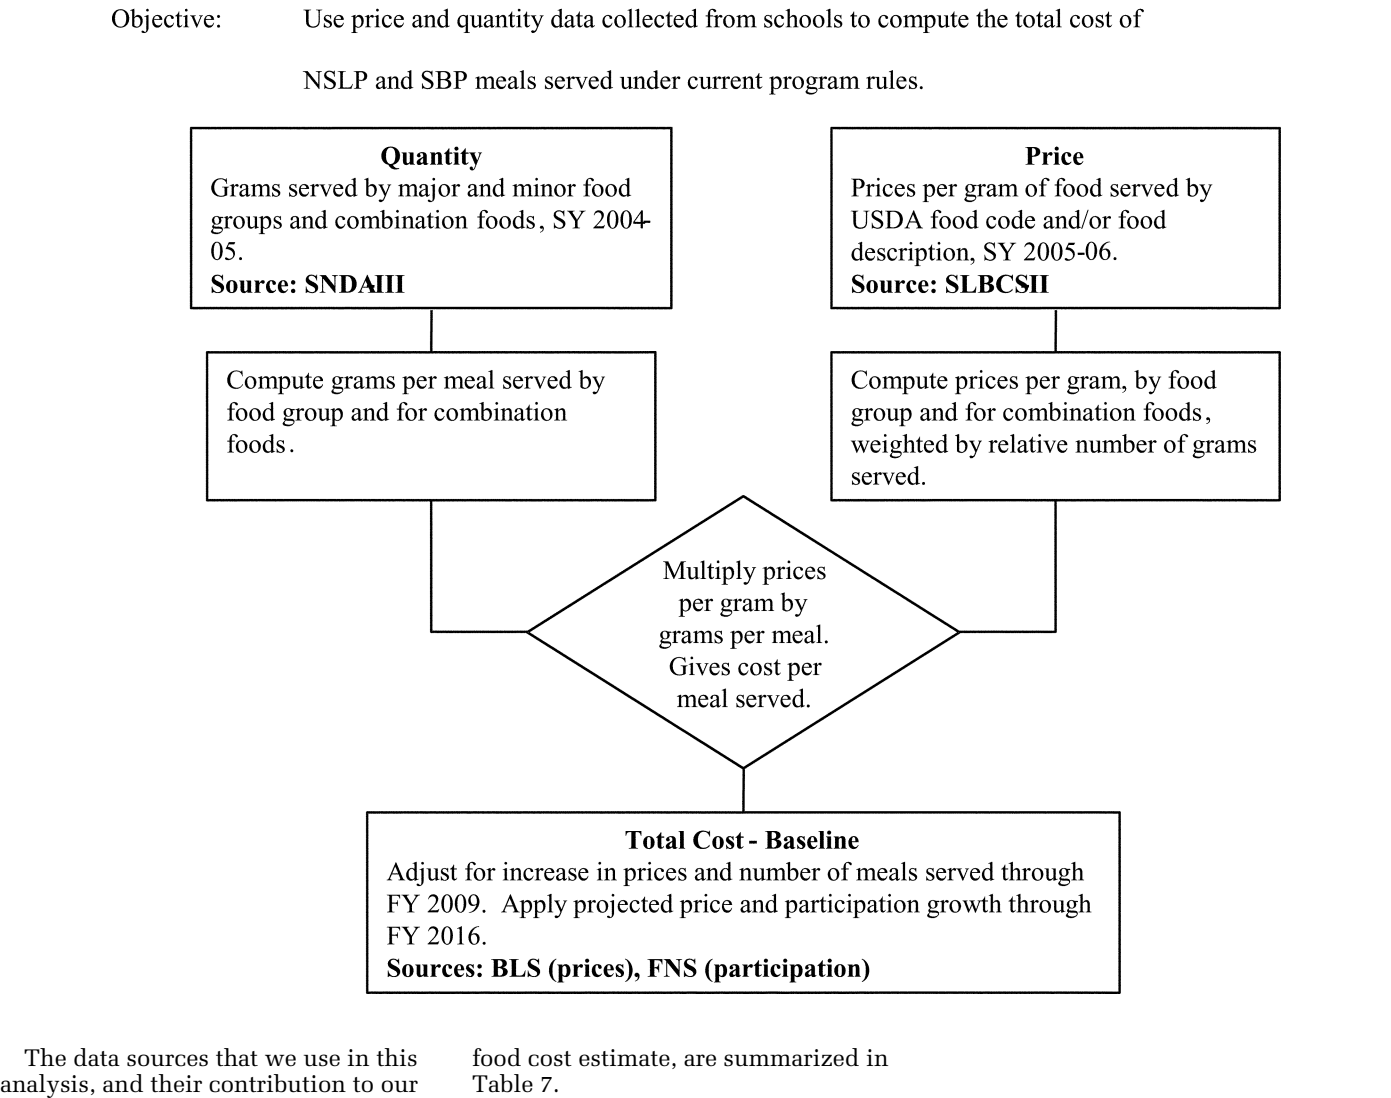 Objective: Use price and quantity data collected from schools to compute the total cost of
NSLP and SBP meals served under current program rules.
Quantity
Grams served by major and minor food
groups and combination foods, SY 2004-
05.
Source: SNDAIII
Price
Prices per gram of food served by
USDA food code and/or food
description, SY 2005-06.
Source: SLBCSII
Compute grams per meal served by
food group and for combination
foods.
Compute prices per gram, by food
group and for combination foods,
weighted by relative number of grams
served.
Multiply prices
per gram by
grams per meal.
Gives cost per
meal served.
Total Cost - Baseline
Adjust for increase in prices and number of meals served through
FY 2009.  Apply projected price and participation growth through
FY 2016.
Sources: BLS (prices), FNS (participation)
The data sources that we use in this
analysis, and their contribution to our
food cost estimate, are summarized in
Table 7.